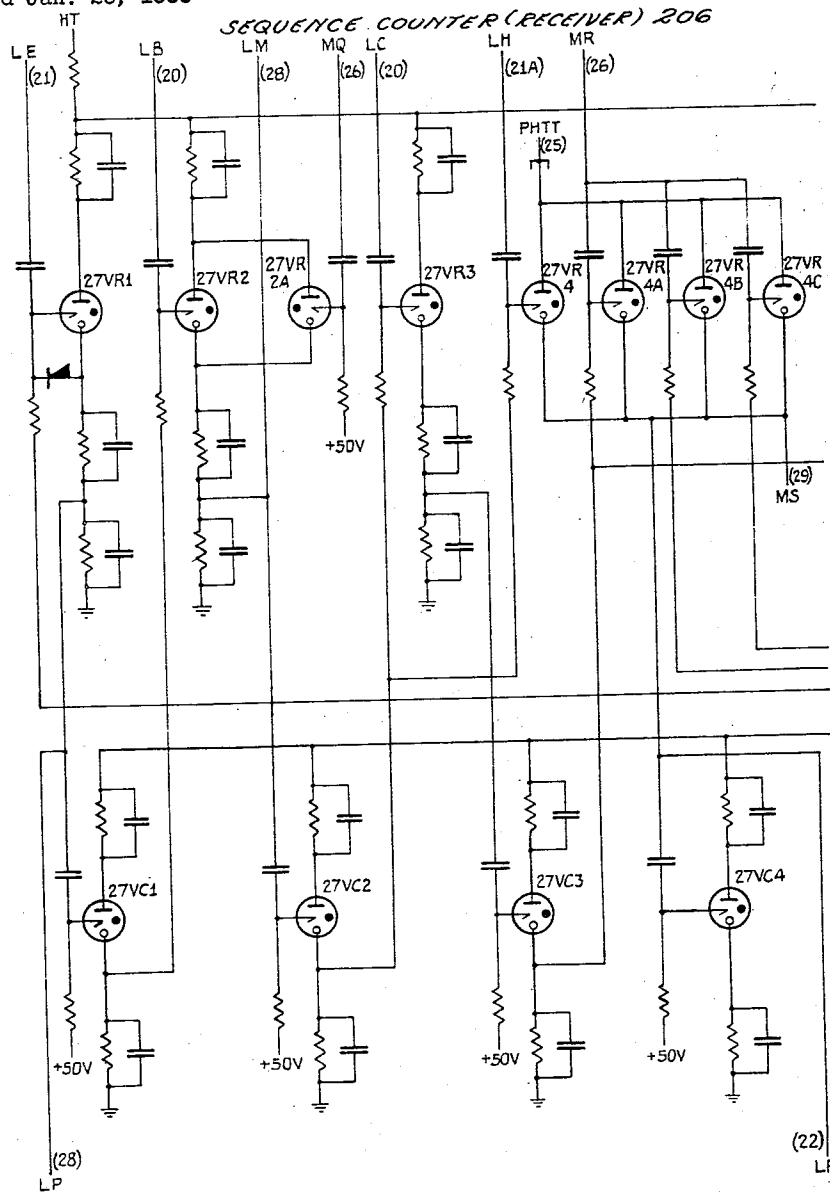 d Jan. 28,
SEQUENCE COUNTER (RECEIVER) 206
HT
LE
(21)
LB
(20)
LM
(28)
MQ
(26)
LC
(20)
LH
(21A)
MR
(26)
PHTT
(25)
27VR1
27VR2
27VR
2A
27VR3
27VR
4
27VR
4A
27VR
4B
27VR
4C
+50V
(29)
MS
27VC1
27VC2
27VC3
27VC4
+50V
+50V
+50V
+50V
(28)
LP
(22)